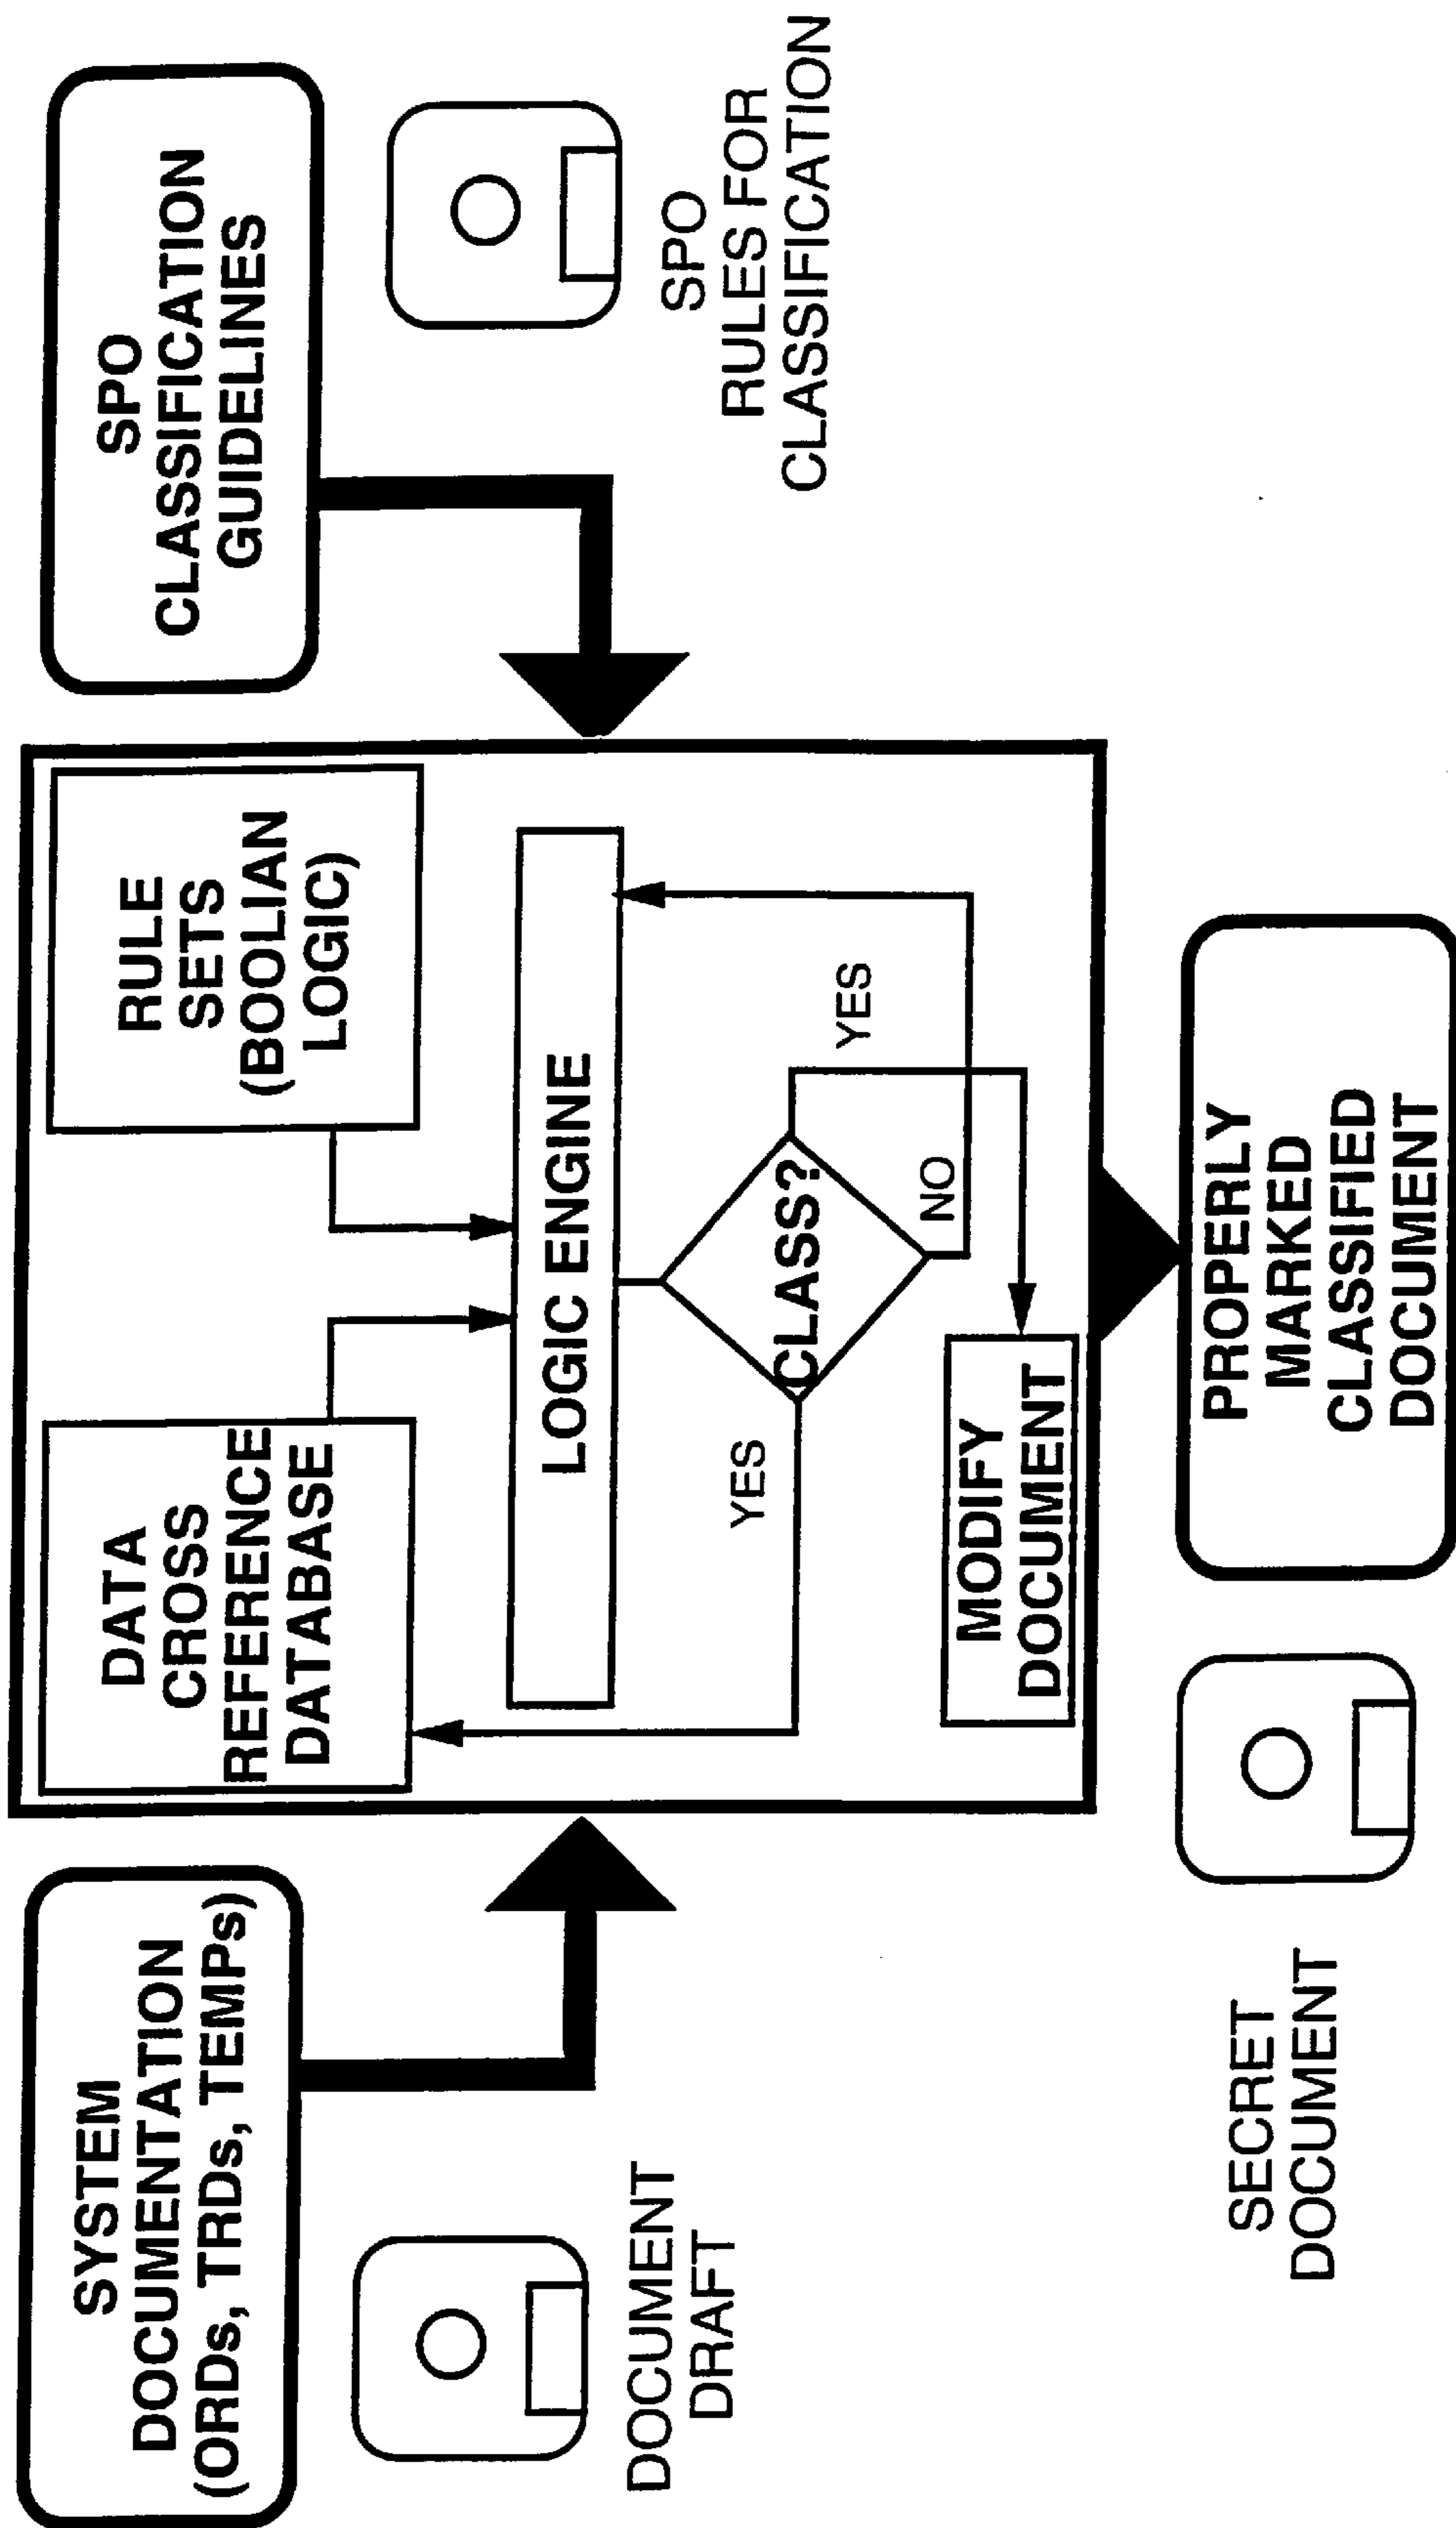 SYSTEM
DOCUMENTATION
(ORDs, TRDs, TEMPs)
DOCUMENT
DRAFT
DATA
CROSS
REFERENCE
DATABASE
RULE
SETS
(BOOLIAN
LOGIC)
LOGIC ENGINE
YES
CLASS?
YES
NO
MODIFY
DOCUMENT
SPO
CLASSIFICATION
GUIDELINES
SPO
RULES FOR
CLASSIFICATION
SECRET
DOCUMENT
PROPERLY
MARKED
CLASSIFIED
DOCUMENT